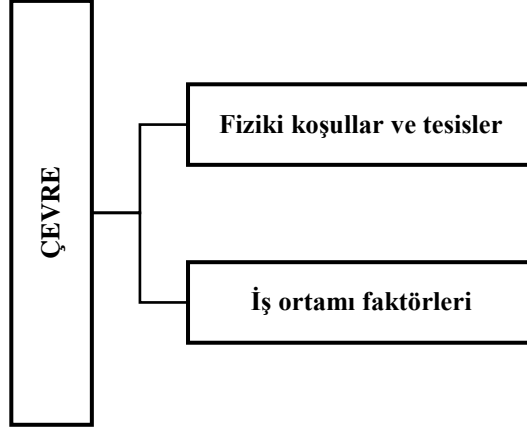 ÇEVRE
Fiziki koşullar ve tesisler
İş ortamı faktörleri